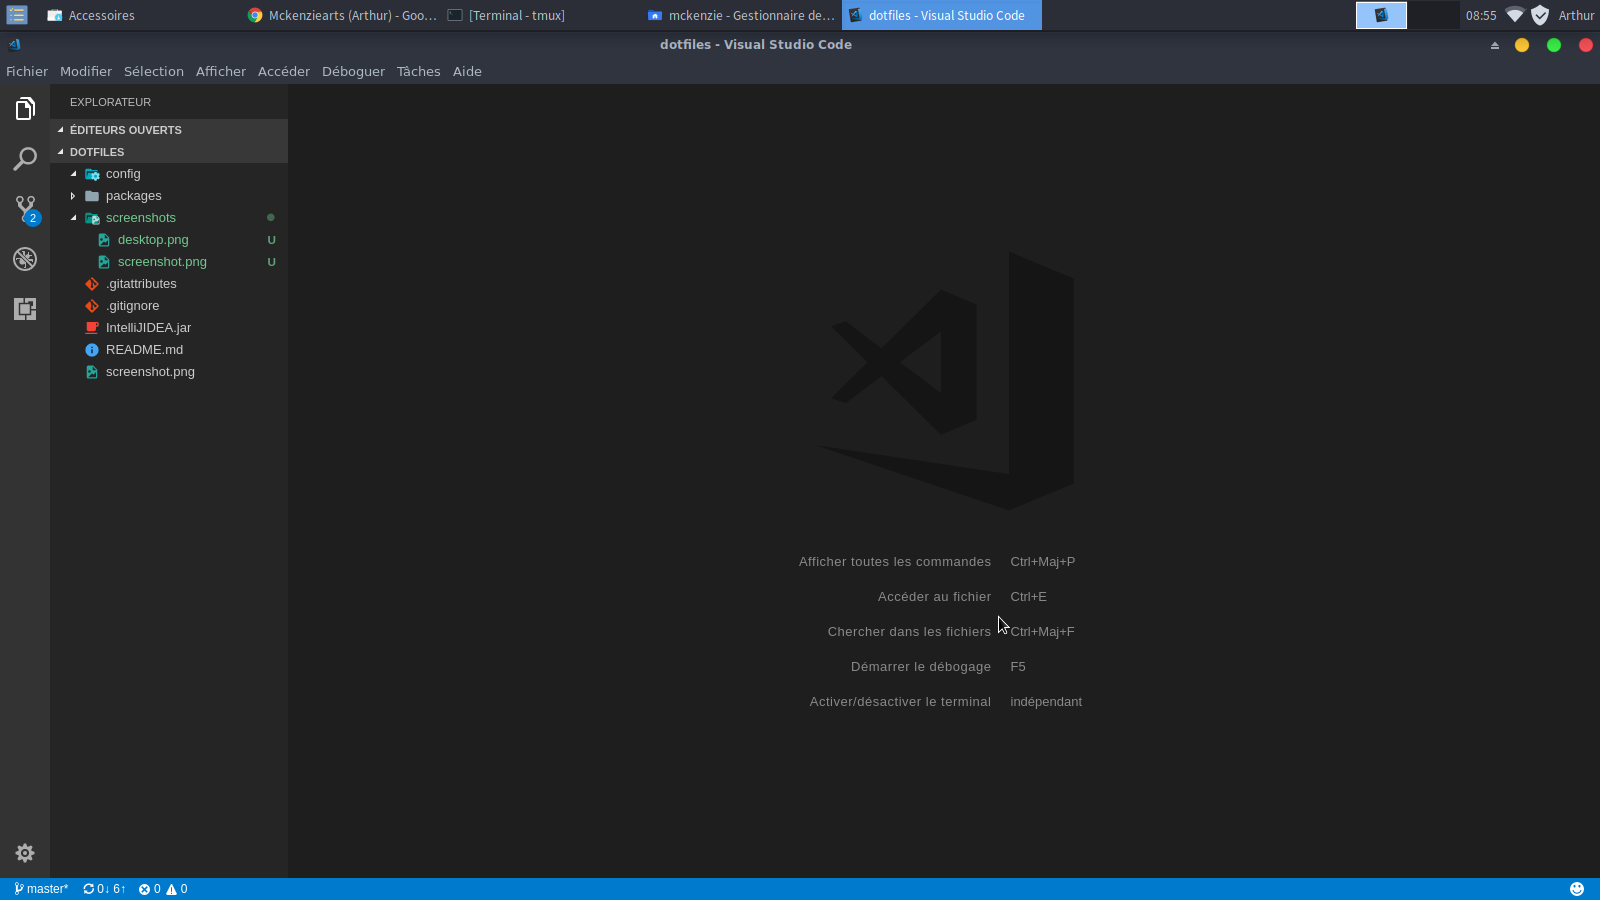 Accessoires
Mckenziearts (Arthur) - Goo...
[Terminal - tmux]
mckenzie - Gestionnaire de...
dotfiles - Visual Studio Code
08:55
Arthur
dotfiles - Visual Studio Code
Fichier Modifier Sélection Afficher Accéder Déboguer Tâches Aide
EXPLORATEUR
ÉDITEURS OUVERTS
DOTFILES
config
packages
screenshots
desktop.png U
screenshot.png U
.gitattributes
.gitignore
IntelliJIDEA.jar
README.md
screenshot.png
2
Afficher toutes les commandes Ctrl+Maj+P
Accéder au fichier Ctrl+E
Chercher dans les fichiers Ctrl+Maj+F
Démarrer le débogage F5
Activer/désactiver le terminal indépendant
master* 0↓ 6↑ 0 0